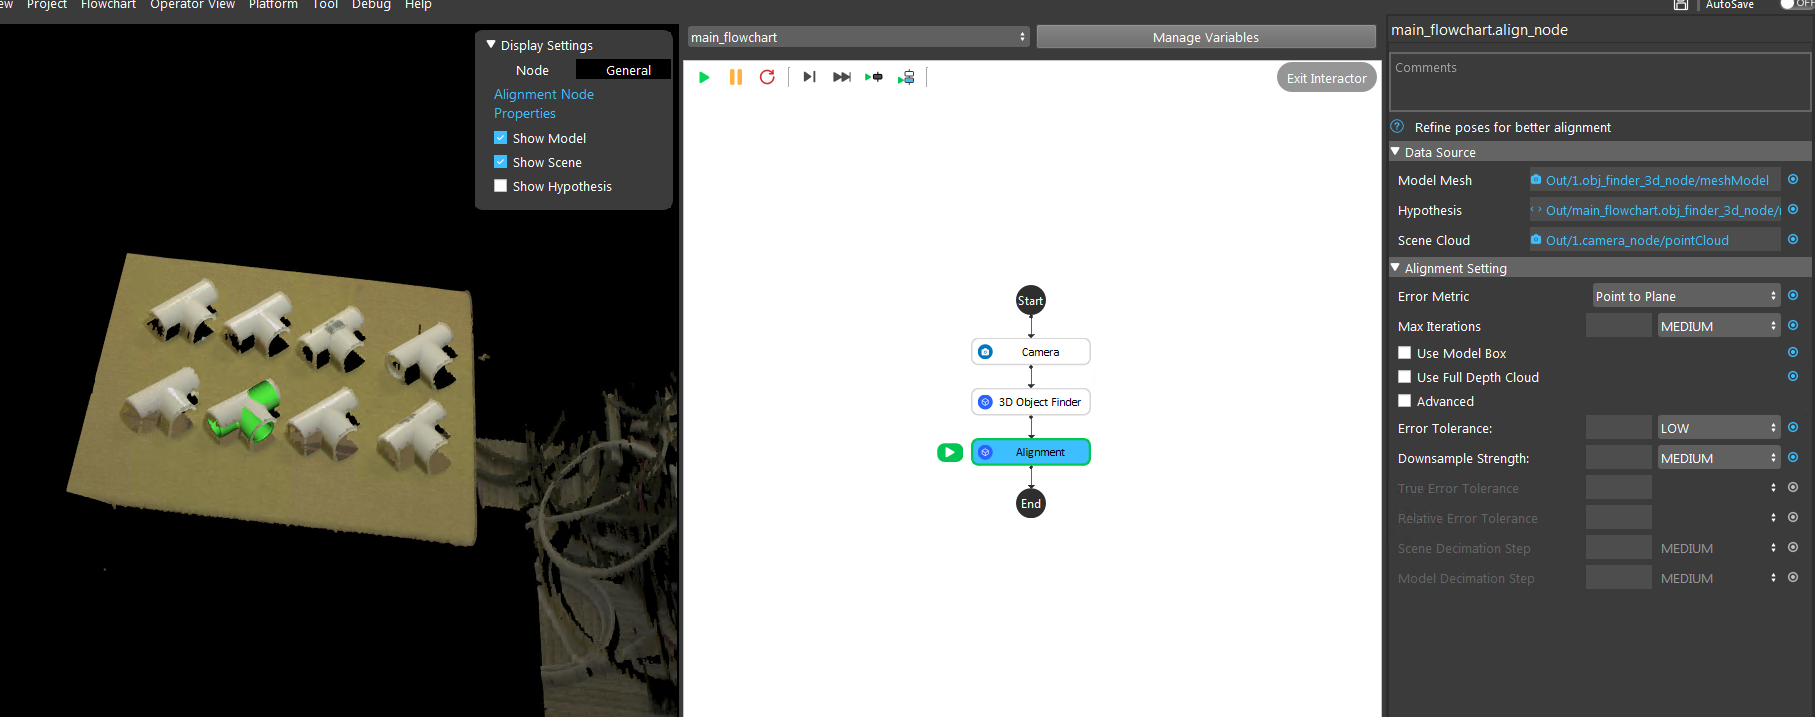 ew Project Flowchart Operator View Platform Tool Debug Help
AutoSave OFF
Display Settings
Node General
Alignment Node
Properties
Show Model
Show Scene
Show Hypothesis
main_flowchart
Manage Variables
Exit Interactor
Start
Camera
3D Object Finder
Alignment
End
main_flowchart.align_node
Comments
Refine poses for better alignment
Data Source
Model Mesh Out/1.obj_finder_3d_node/meshModel
Hypothesis Out/main_flowchart.obj_finder_3d_node/
Scene Cloud Out/1.camera_node/pointCloud
Alignment Setting
Error Metric Point to Plane
Max Iterations MEDIUM
Use Model Box
Use Full Depth Cloud
Advanced
Error Tolerance: LOW
Downsample Strength: MEDIUM
True Error Tolerance
Relative Error Tolerance
Scene Decimation Step MEDIUM
Model Decimation Step MEDIUM